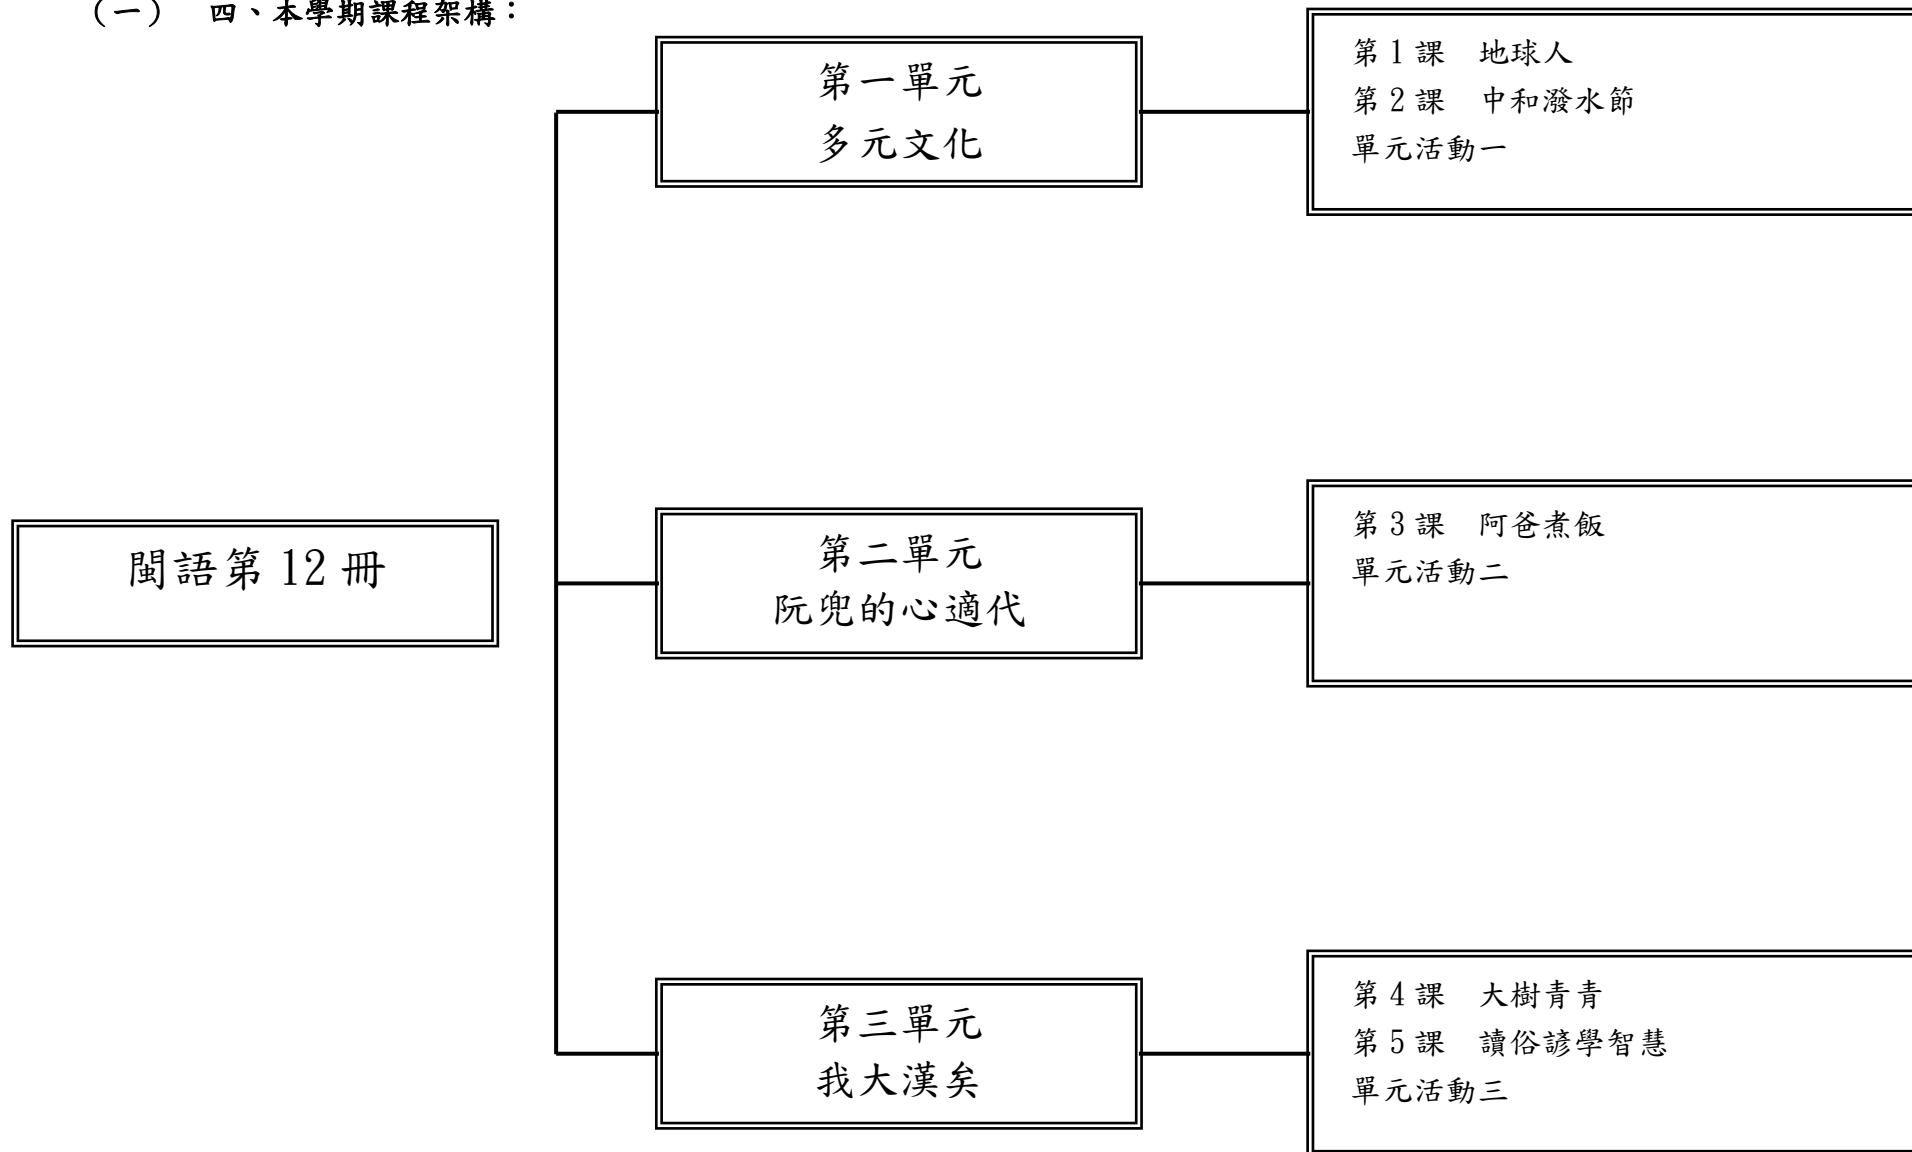 (一) 四、本學期課程架構：
第一單元
多元文化
第1課 地球人
第2課 中和潑水節
單元活動一
閩語第12冊
第二單元
阮兜的心適代
第3課 阿爸煮飯
單元活動二
第三單元
我大漢矣
第4課 大樹青青
第5課 讀俗諺學智慧
單元活動三